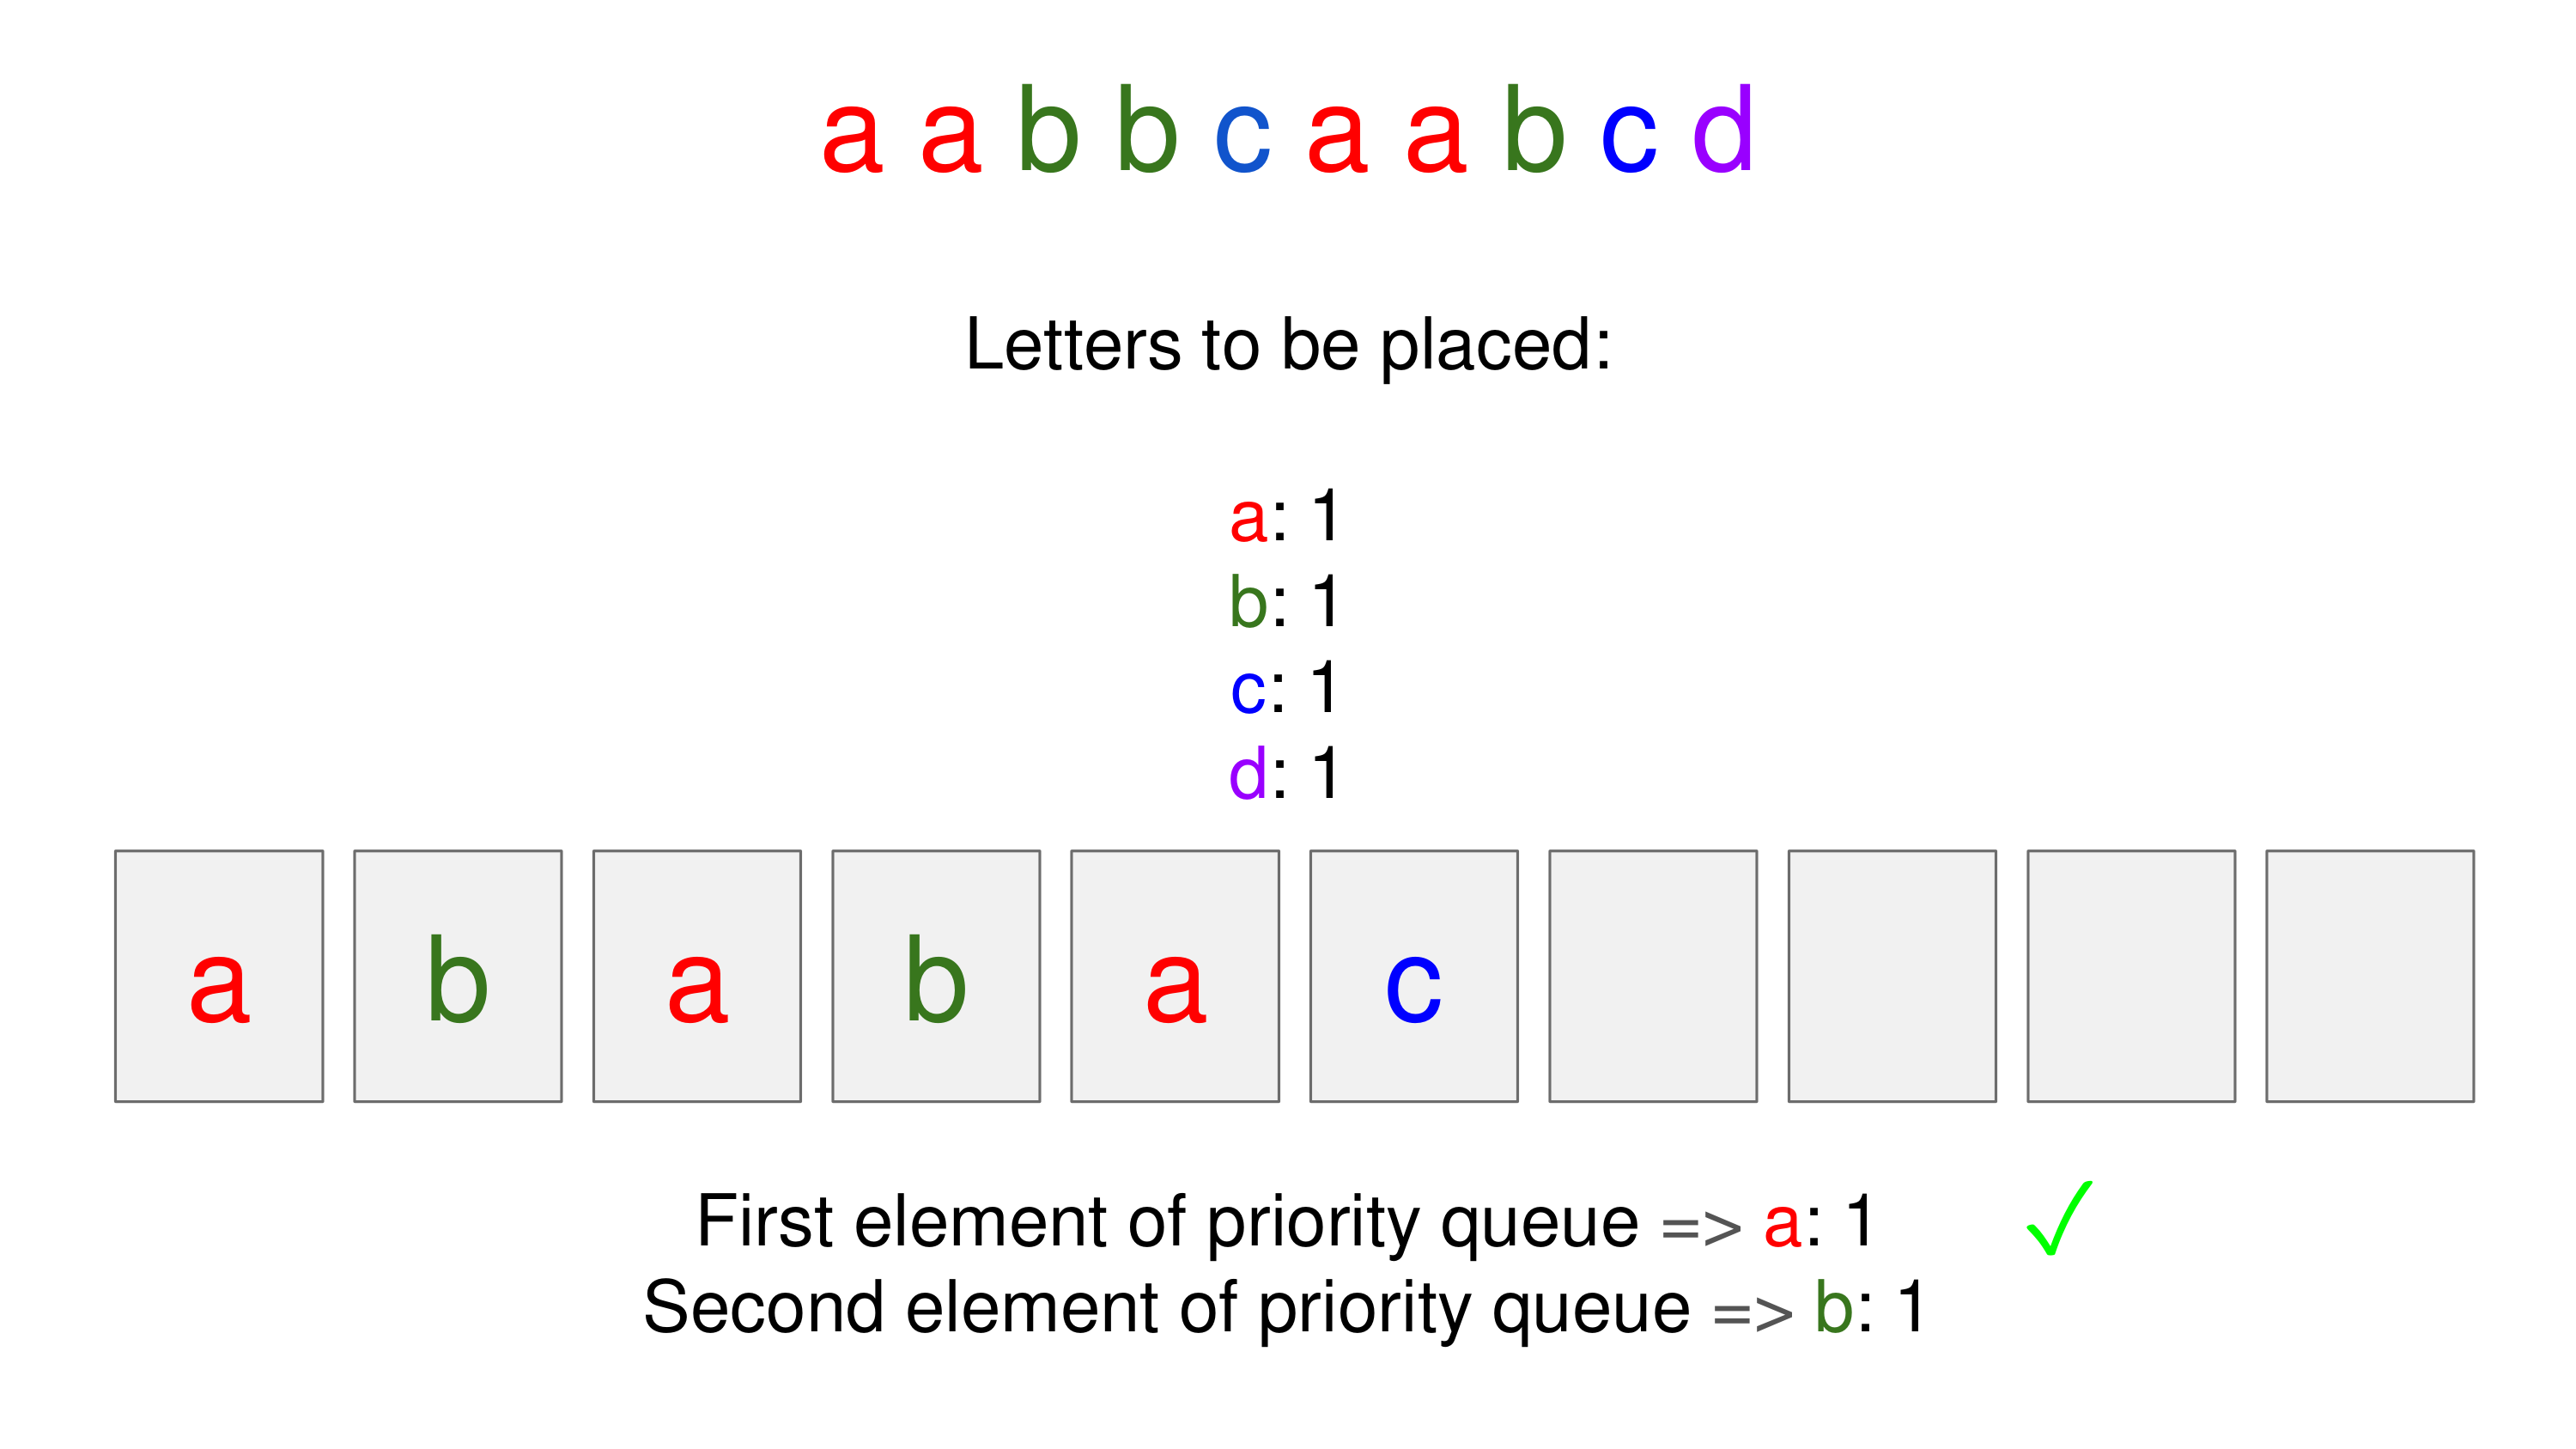 a a b b c a a b c d
Letters to be placed:
a: 1
b: 1
c: 1
d: 1
a b a b a c
First element of priority queue => a: 1 ✓
Second element of priority queue => b: 1